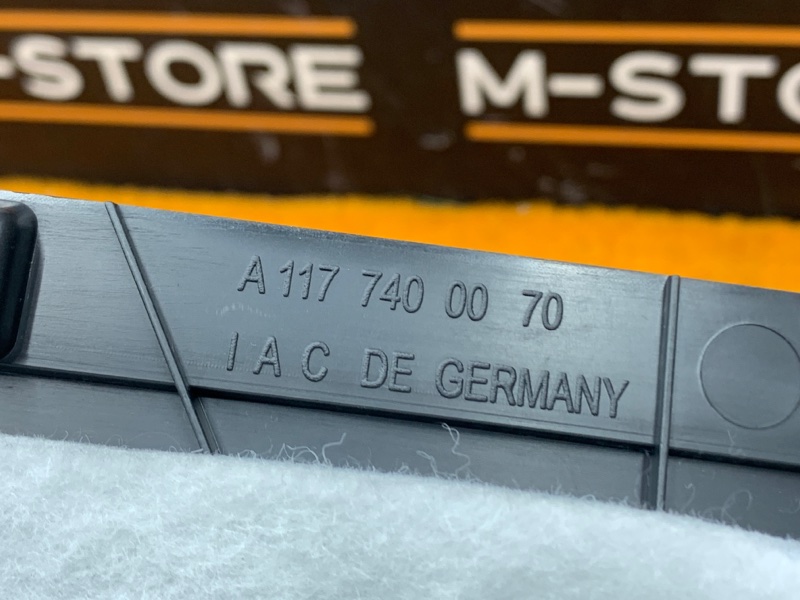 -STORE
M-STO
A 117 740 00 70
I A C DE GERMANY